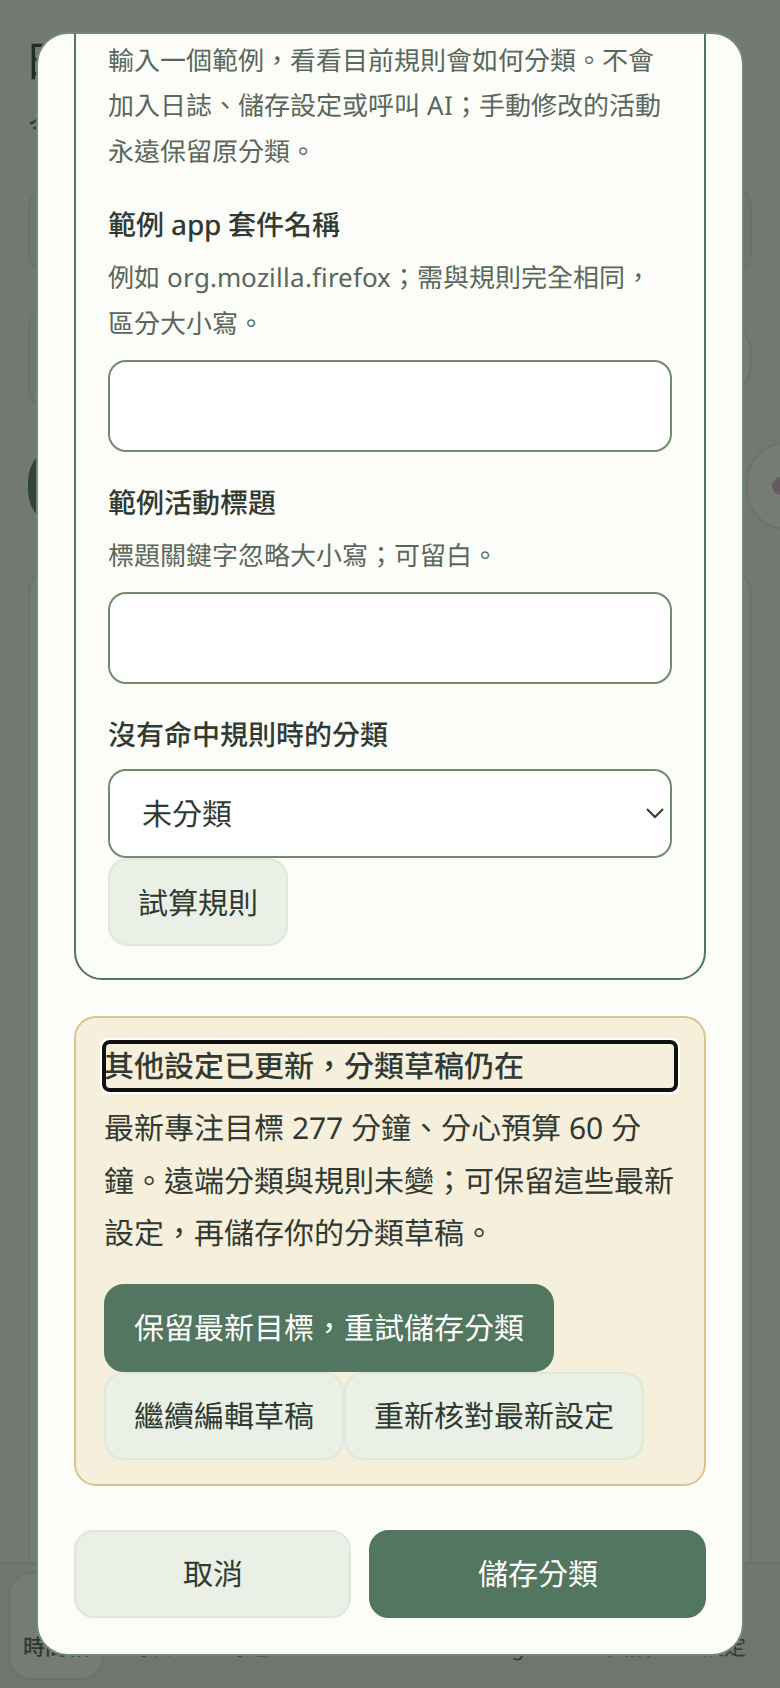 輸入一個範例，看看目前規則會如何分類。不會
加入日誌、儲存設定或呼叫 AI；手動修改的活動
永遠保留原分類。
範例 app 套件名稱
例如 org.mozilla.firefox；需與規則完全相同，
區分大小寫。
範例活動標題
標題關鍵字忽略大小寫；可留白。
沒有命中規則時的分類
未分類
試算規則
其他設定已更新，分類草稿仍在
最新專注目標 277 分鐘、分心預算 60 分
鐘。遠端分類與規則未變；可保留這些最新
設定，再儲存你的分類草稿。
保留最新目標，重試儲存分類
繼續編輯草稿
重新核對最新設定
取消
儲存分類